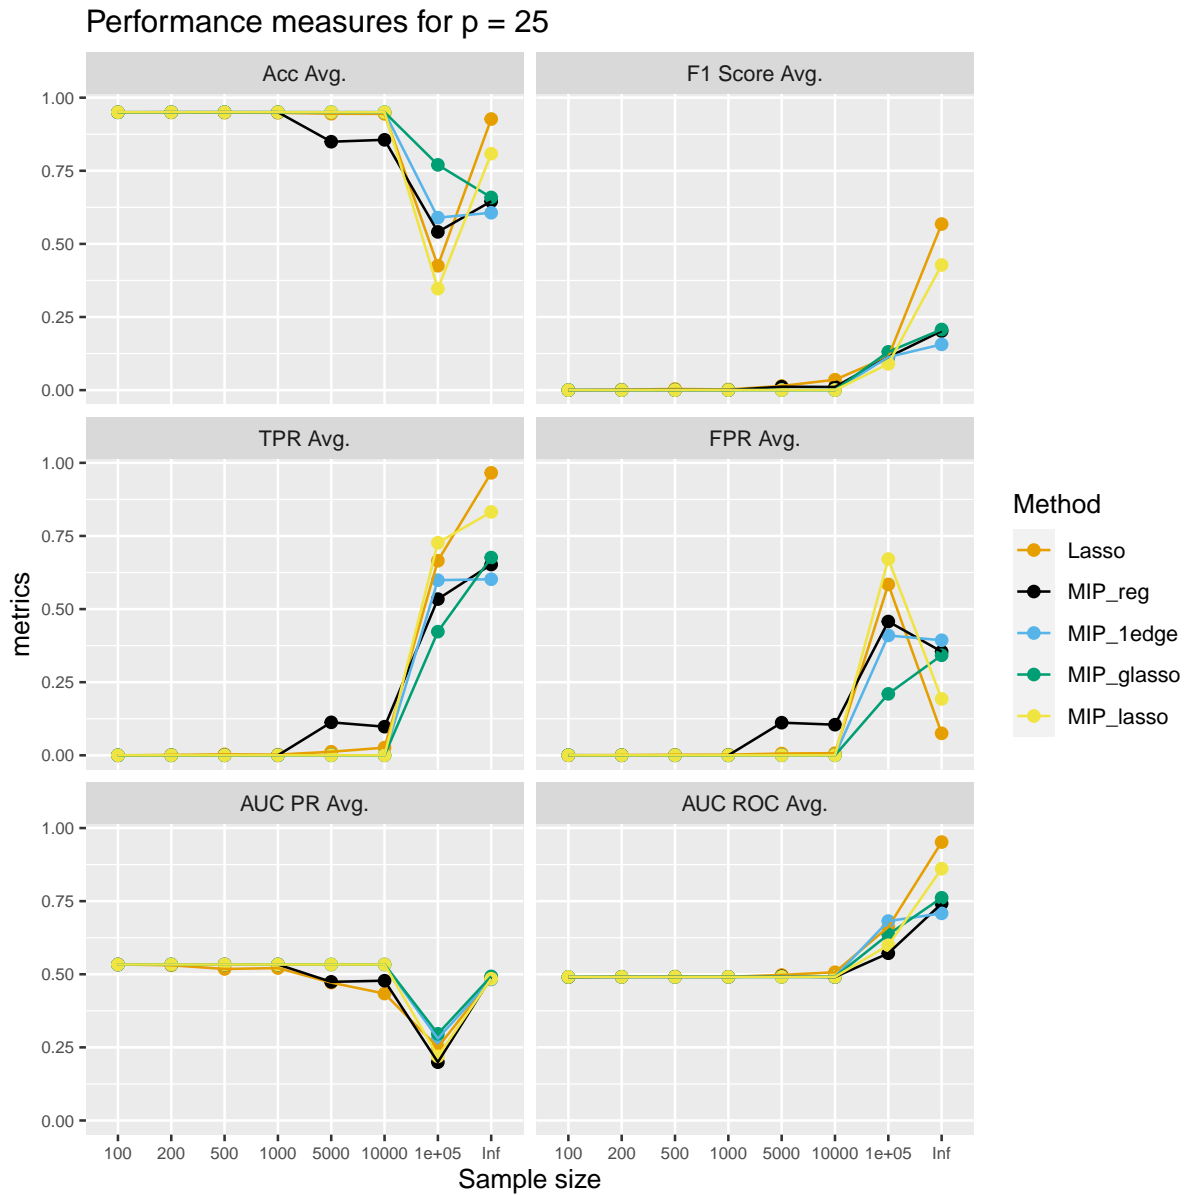 Performance measures for p = 25
Acc Avg.
F1 Score Avg.
1.00
0.75
0.50
0.25
0.00
TPR Avg.
FPR Avg.
1.00
0.75
0.50
0.25
0.00
AUC PR Avg.
AUC ROC Avg.
1.00
0.75
0.50
0.25
0.00
100 200 500 1000 5000 10000 1e+05 Inf
100 200 500 1000 5000 10000 1e+05 Inf
Sample size
metrics
Method
Lasso
MIP_reg
MIP_1edge
MIP_glasso
MIP_lasso